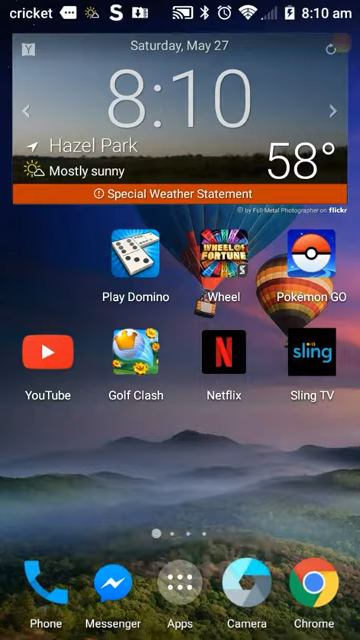 cricket 8:10 am
Y Saturday, May 27
8:10
Hazel Park
Mostly sunny 58°
Special Weather Statement
© by Full Metal Photographer on flickr
WHEEL OF FORTUNE
Play Domino Wheel Pokémon GO
N sling
YouTube Golf Clash Netflix Sling TV
Phone Messenger Apps Camera Chrome